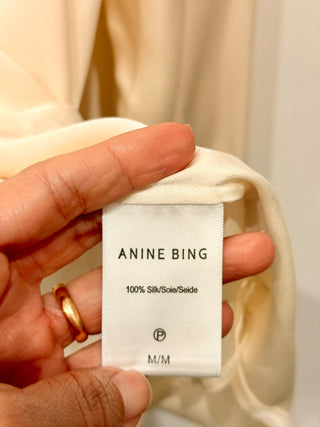 ANINE BING
100% Silk/Soie/Seide
P
M/M